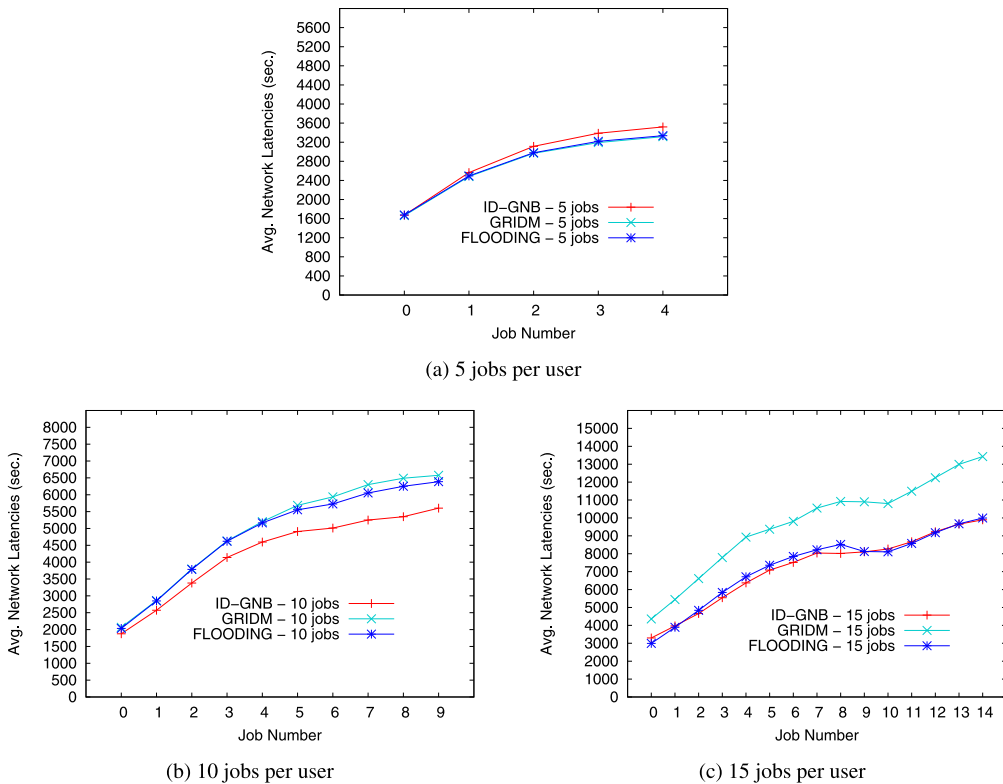 5600
5200
4800
4400
4000
3600
3200
2800
2400
2000
1600
1200
800
400
0
Avg. Network Latencies (sec.)
ID-GNB - 5 jobs
GRIDM - 5 jobs
FLOODING - 5 jobs
0 1 2 3 4
Job Number
(a) 5 jobs per user
8000
7500
7000
6500
6000
5500
5000
4500
4000
3500
3000
2500
2000
1500
1000
500
0
Avg. Network Latencies (sec.)
ID-GNB - 10 jobs
GRIDM - 10 jobs
FLOODING - 10 jobs
0 1 2 3 4 5 6 7 8 9
Job Number
(b) 10 jobs per user
15000
14000
13000
12000
11000
10000
9000
8000
7000
6000
5000
4000
3000
2000
1000
0
Avg. Network Latencies (sec.)
ID-GNB - 15 jobs
GRIDM - 15 jobs
FLOODING - 15 jobs
0 1 2 3 4 5 6 7 8 9 10 11 12 13 14
Job Number
(c) 15 jobs per user